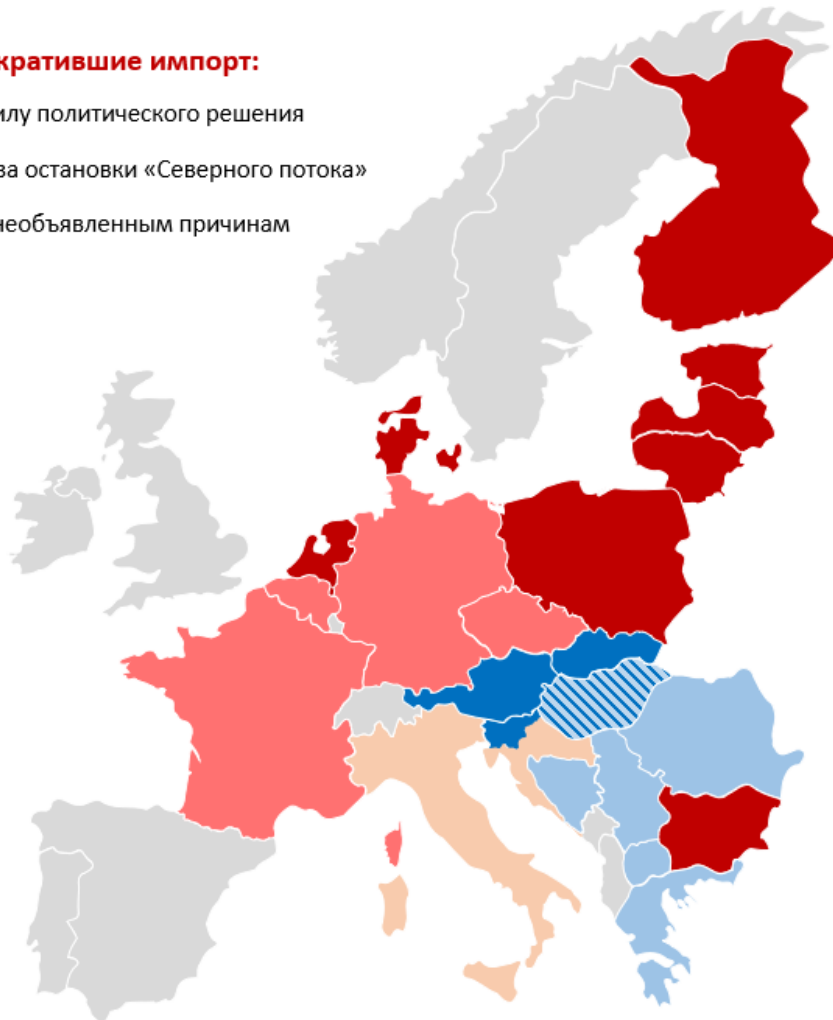 кратившие импорт:
илу политического решения
за остановки «Северного потока»
необъявленным причинам